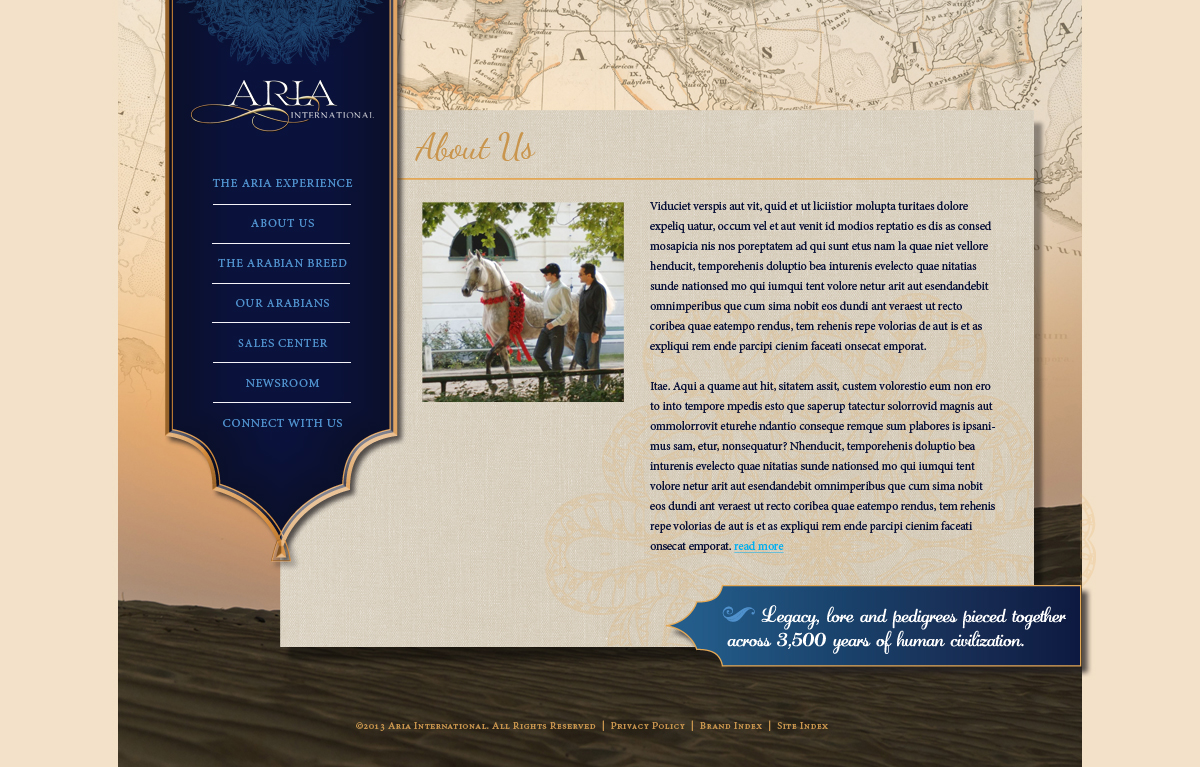 ARIA
INTERNATIONAL
THE ARIA EXPERIENCE
ABOUT US
THE ARABIAN BREED
OUR ARABIANS
SALES CENTER
NEWSROOM
CONNECT WITH US
About Us
Viduciet verspis aut vit, quid et ut liciistior molupta turitaes dolore
expeliq uatur, occum vel et aut venit id modios reptatio es dis as consed
mosapicia nis nos poreptatem ad qui sunt etus nam la quae niet vellore
henducit, temporehenis doluptio bea inturenis evelecto quae nitatias
sunde nationsed mo qui iumqui tent volore netur arit aut esendandebit
omnimperibus que cum sima nobit eos dundi ant veraest ut recto
coribea quae eatempo rendus, tem rehenis repe volorias de aut is et as
expliqui rem ende parcipi cienim faceati onsecat emporat.
Itae. Aqui a quame aut hit, sitatem assit, custem volorestio eum non ero
to into tempore mpedis esto que saperup tatectur solorrovid magnis aut
ommolorrovit eturehe ndantio conseque remque sum plabores is ipsani-
mus sam, etur, nonsequatur? Nhenducit, temporehenis doluptio bea
inturenis evelecto quae nitatias sunde nationsed mo qui iumqui tent
volore netur arit aut esendandebit omnimperibus que cum sima nobit
eos dundi ant veraest ut recto coribea quae eatempo rendus, tem rehenis
repe volorias de aut is et as expliqui rem ende parcipi cienim faceati
onsecat emporat. read more
Legacy, lore and pedigrees pieced together
across 3,500 years of human civilization.
©2013 Aria International. All Rights Reserved | Privacy Policy | Brand Index | Site Index